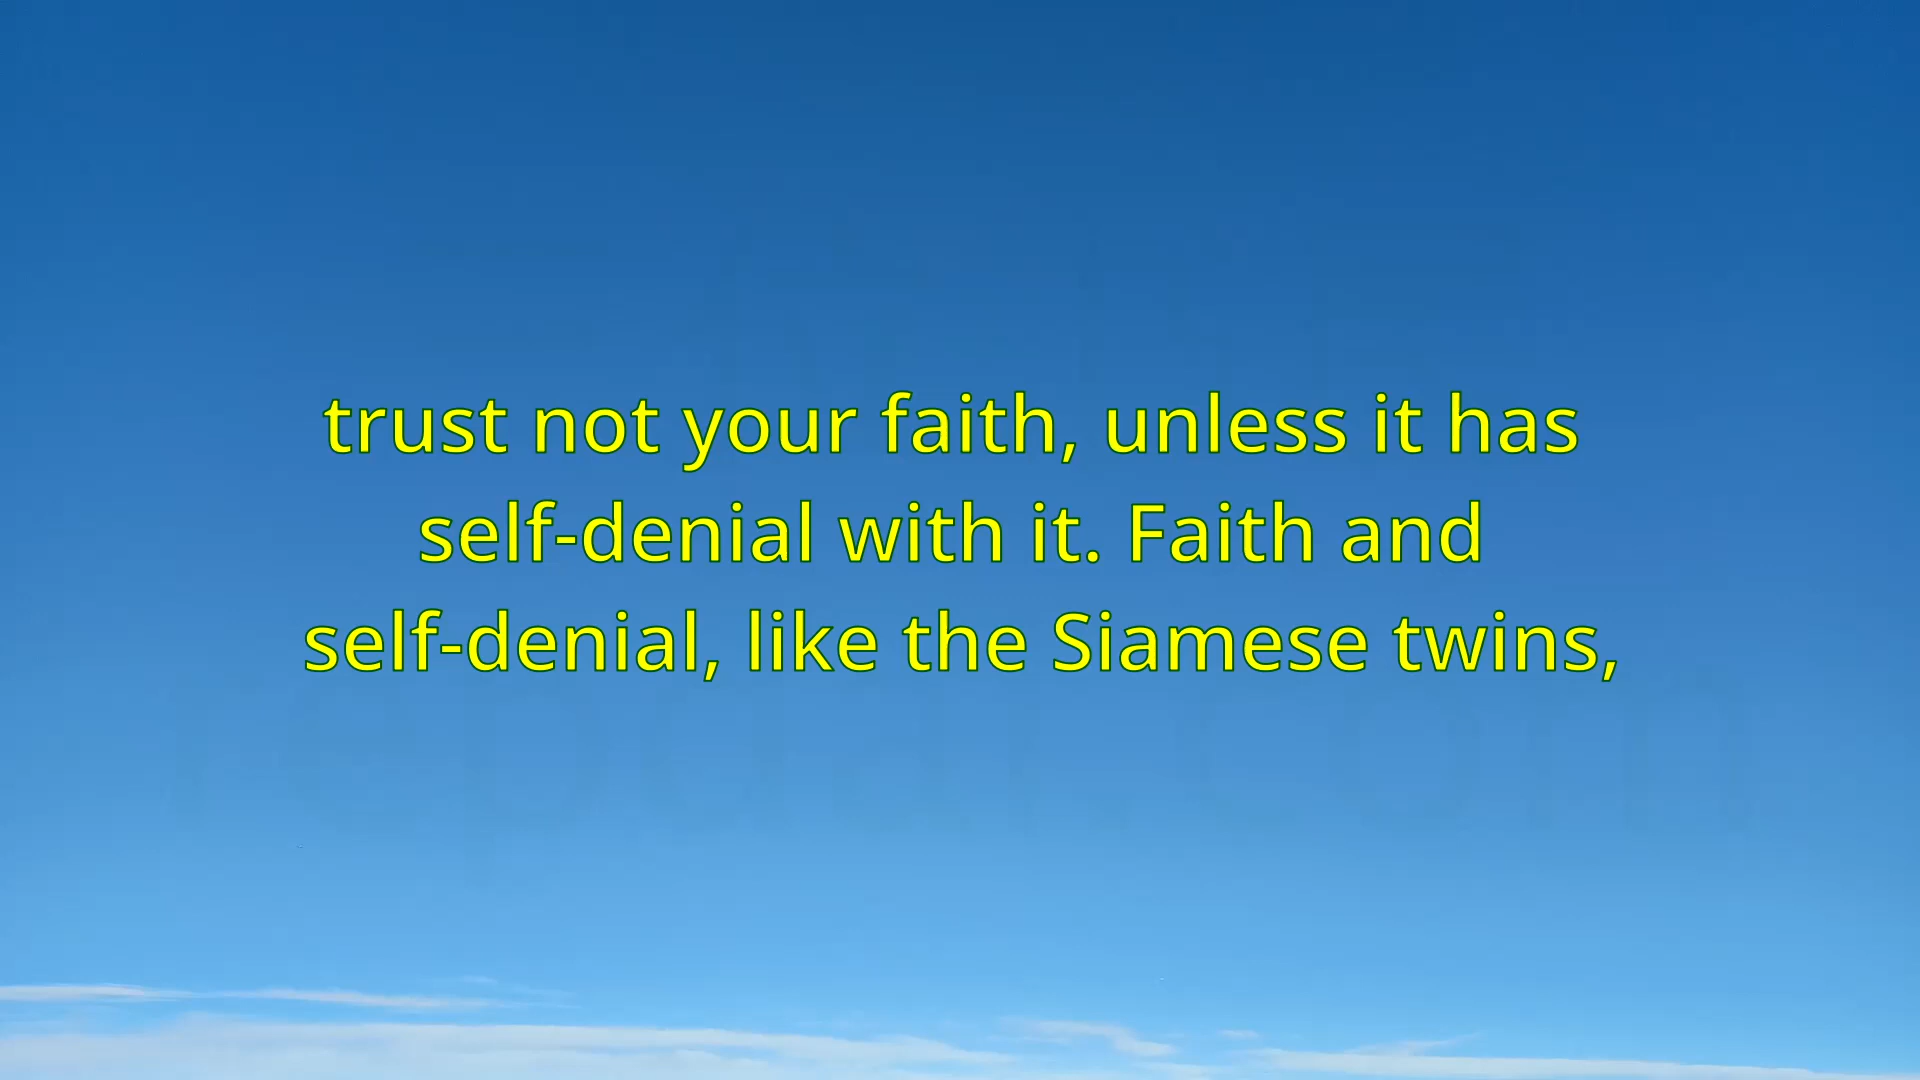 trust not your faith, unless it has
self-denial with it. Faith and
self-denial, like the Siamese twins,